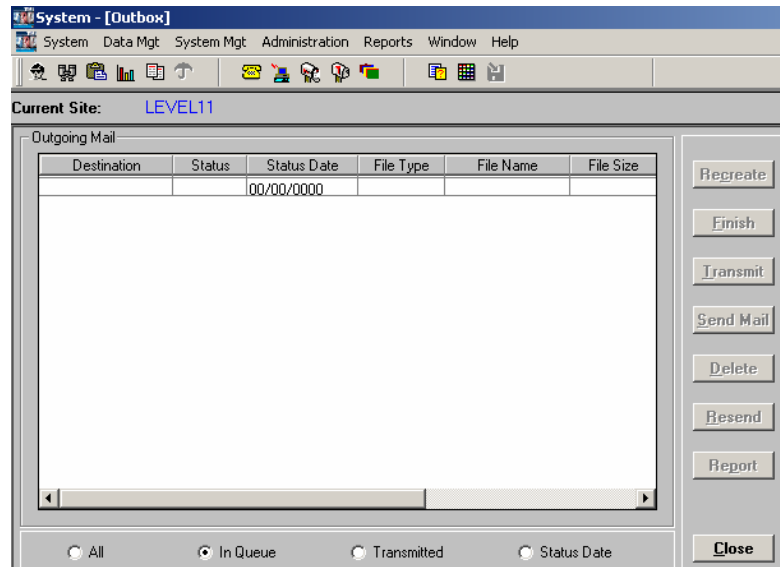 System - [Outbox]
System Data Mgt System Mgt Administration Reports Window Help
Current Site: LEVEL11
Outgoing Mail
Destination Status Status Date File Type File Name File Size
00/00/0000
Recreate
Finish
Transmit
Send Mail
Delete
Resend
Report
All In Queue Transmitted Status Date
Close